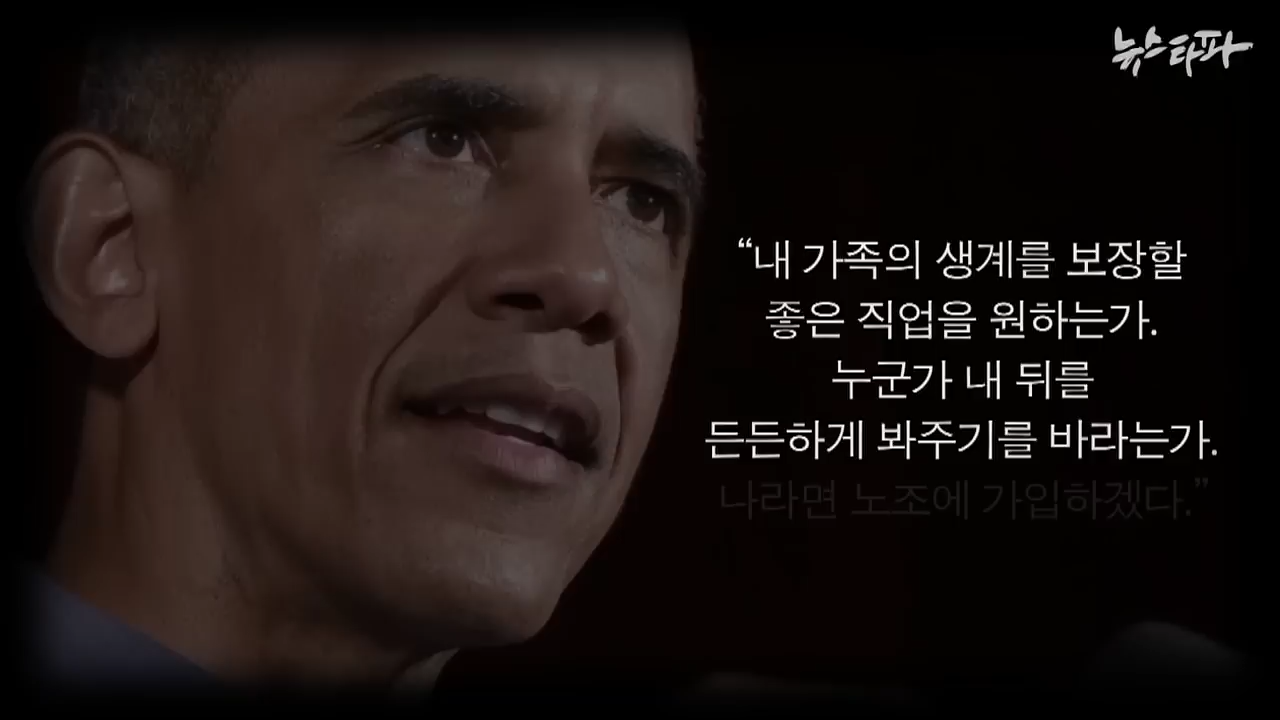 뉴스타파
“내 가족의 생계를 보장할
좋은 직업을 원하는가.
누군가 내 뒤를
든든하게 봐주기를 바라는가.
나라면 노조에 가입하겠다.”